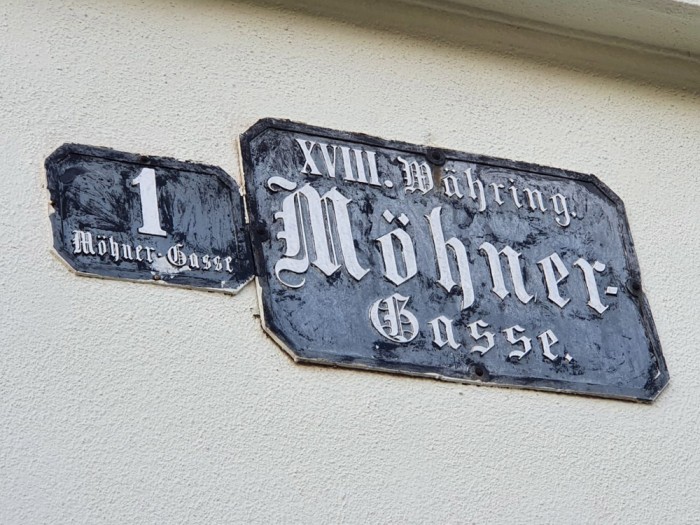 1
Möhner-Gasse
XVIII. Währing.
Möhner-
Gasse.